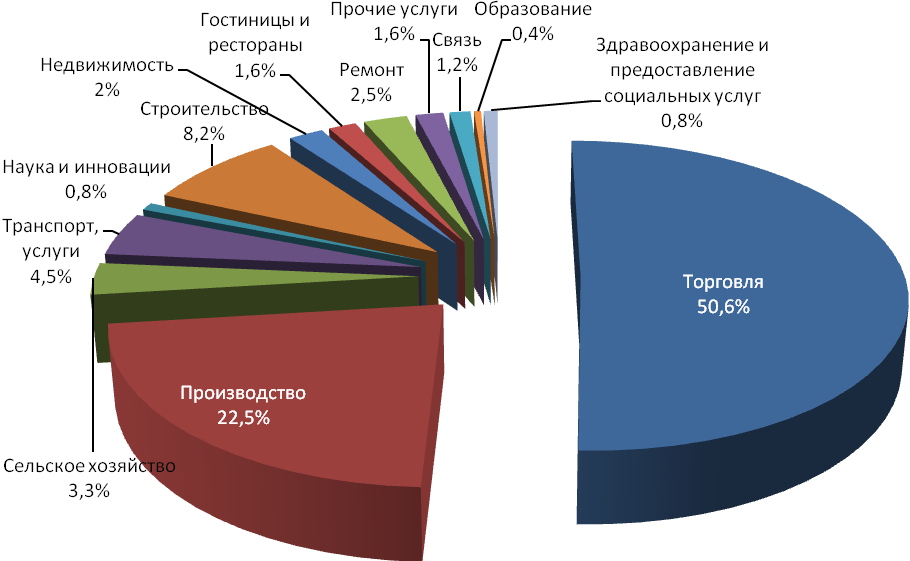 Прочие услуги
1,6%
Образование
0,4%
Гостиницы и
рестораны
1,6%
Связь
1,2%
Здравоохранение и
предоставление
социальных услуг
0,8%
Недвижимость
2%
Ремонт
2,5%
Строительство
8,2%
Наука и инновации
0,8%
Транспорт,
услуги
4,5%
Торговля
50,6%
Производство
22,5%
Сельское хозяйство
3,3%